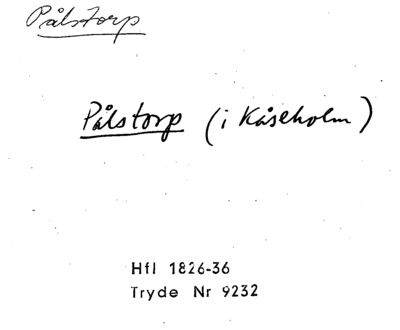 Pålstorp
Pålstorp (i Kåseholm)
Hfl 1826-36
Tryde Nr 9232